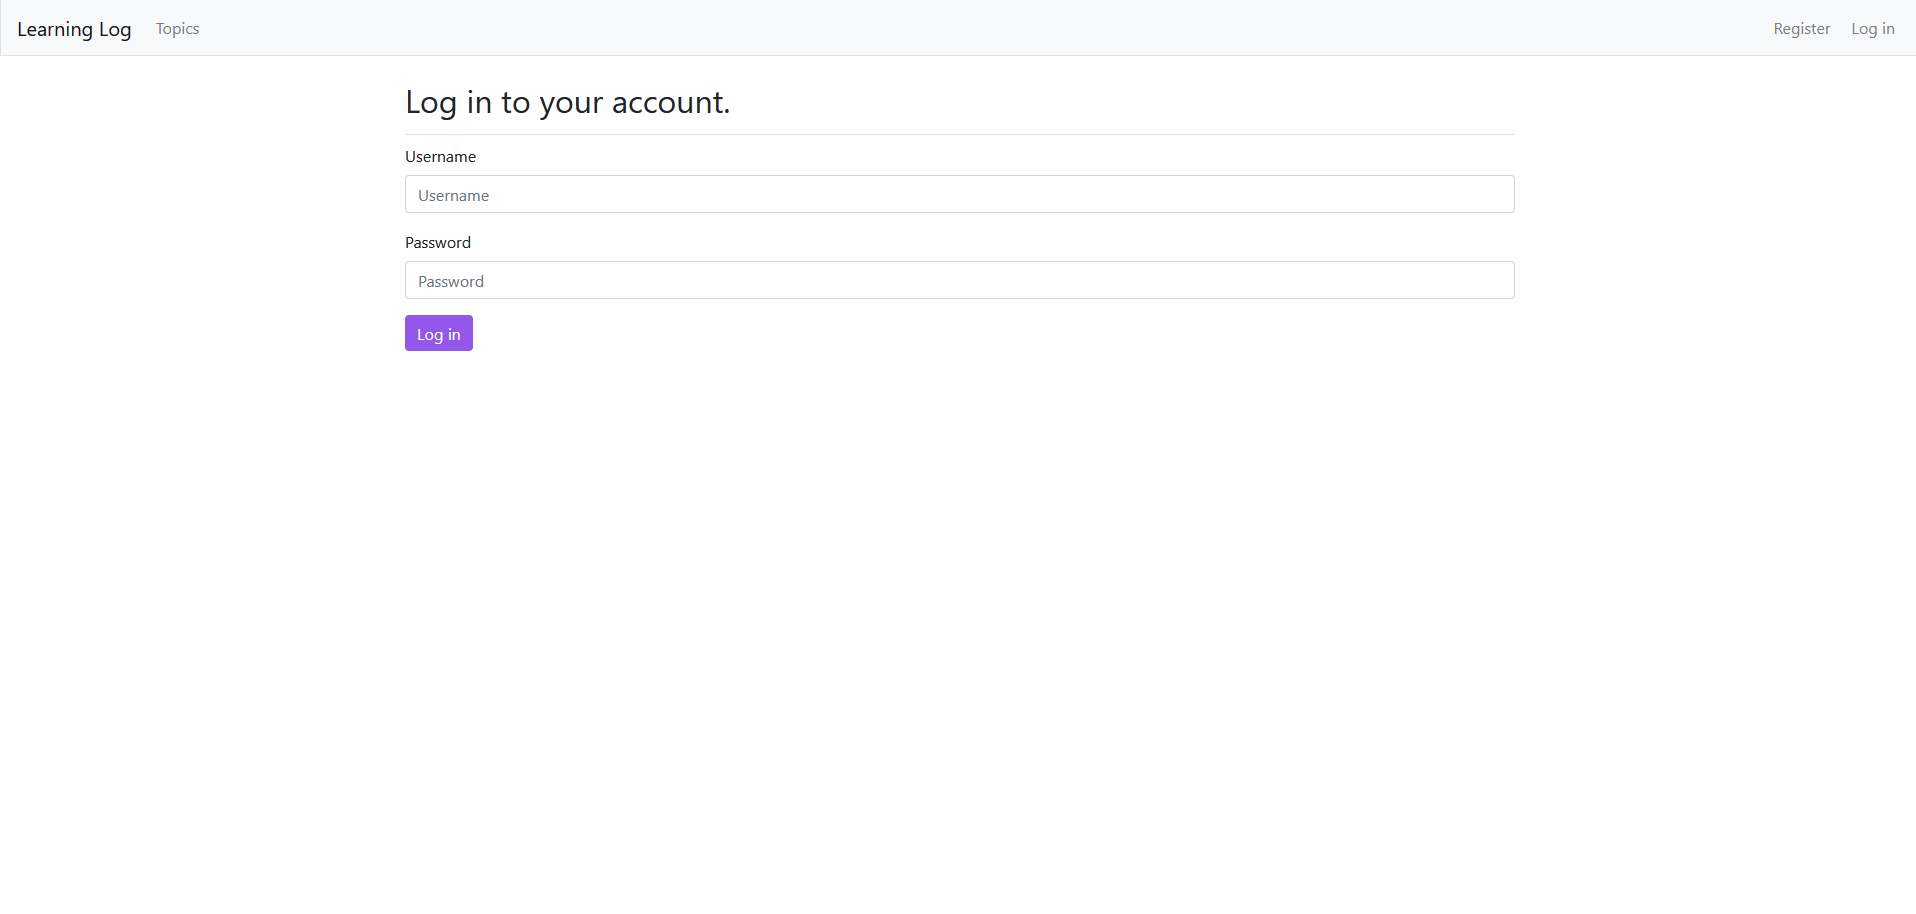 Learning Log Topics Register Log in
Log in to your account.
Username
Username
Password
Password
Log in